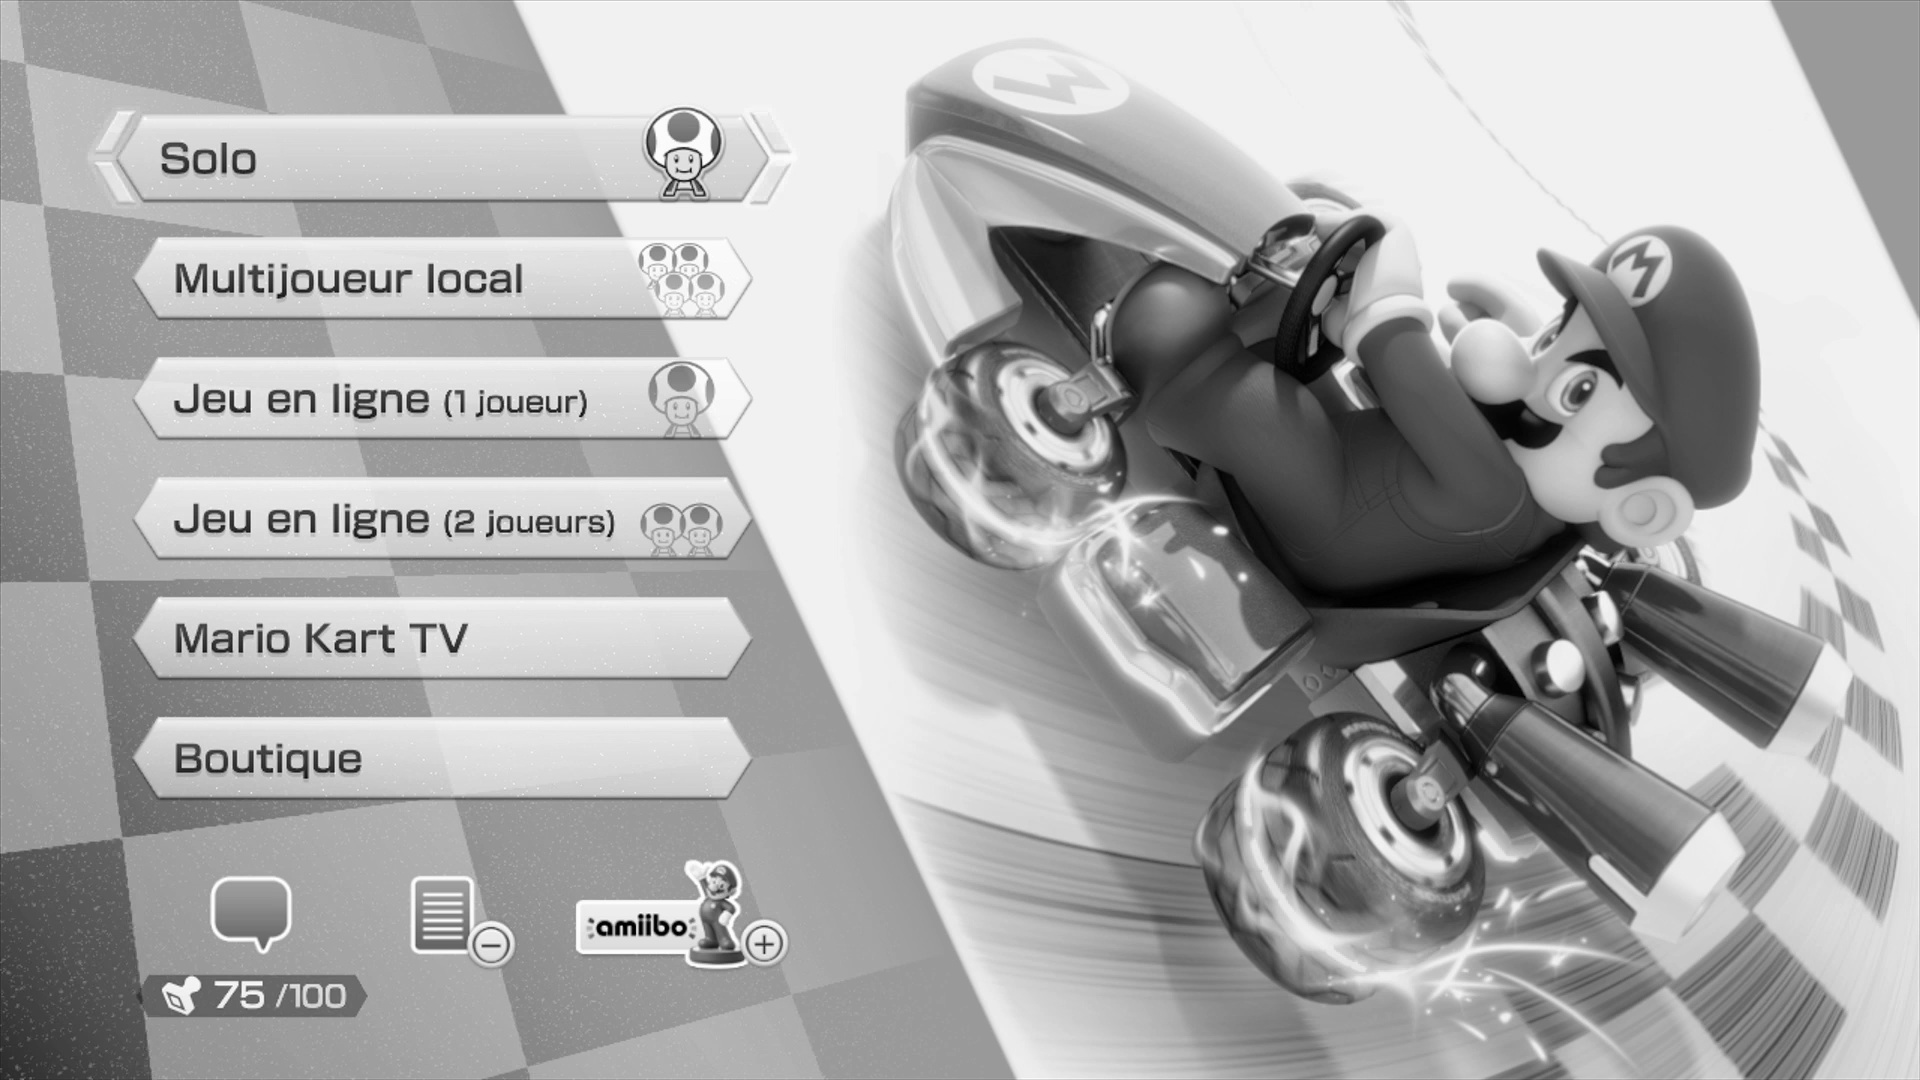 Solo
Multijoueur local
Jeu en ligne (1 joueur)
Jeu en ligne (2 joueurs)
Mario Kart TV
Boutique
amiibo
75 /100
M
M